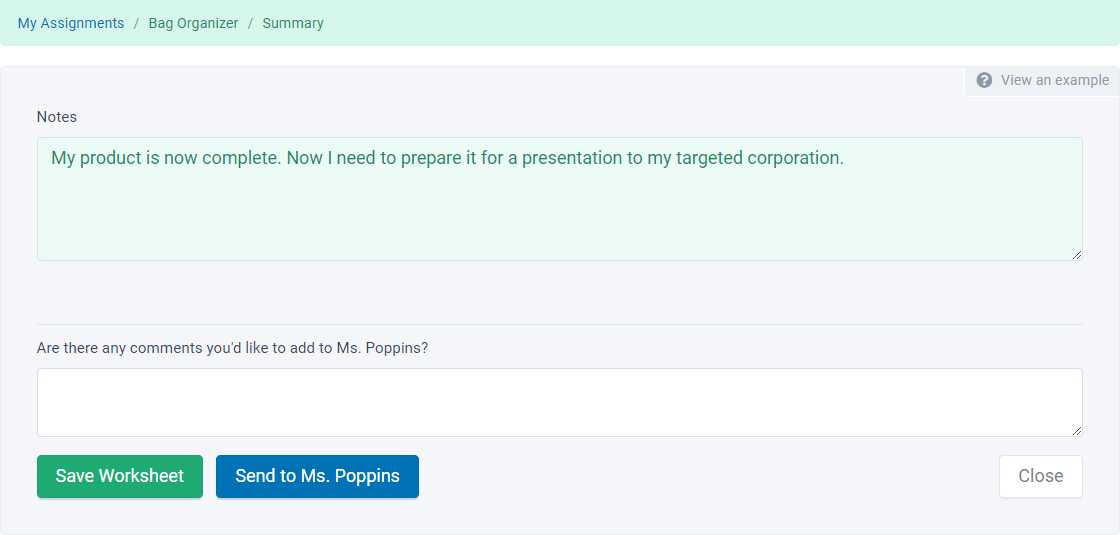 My Assignments / Bag Organizer / Summary
View an example
Notes
My product is now complete. Now I need to prepare it for a presentation to my targeted corporation.
Are there any comments you'd like to add to Ms. Poppins?
Save Worksheet Send to Ms. Poppins Close